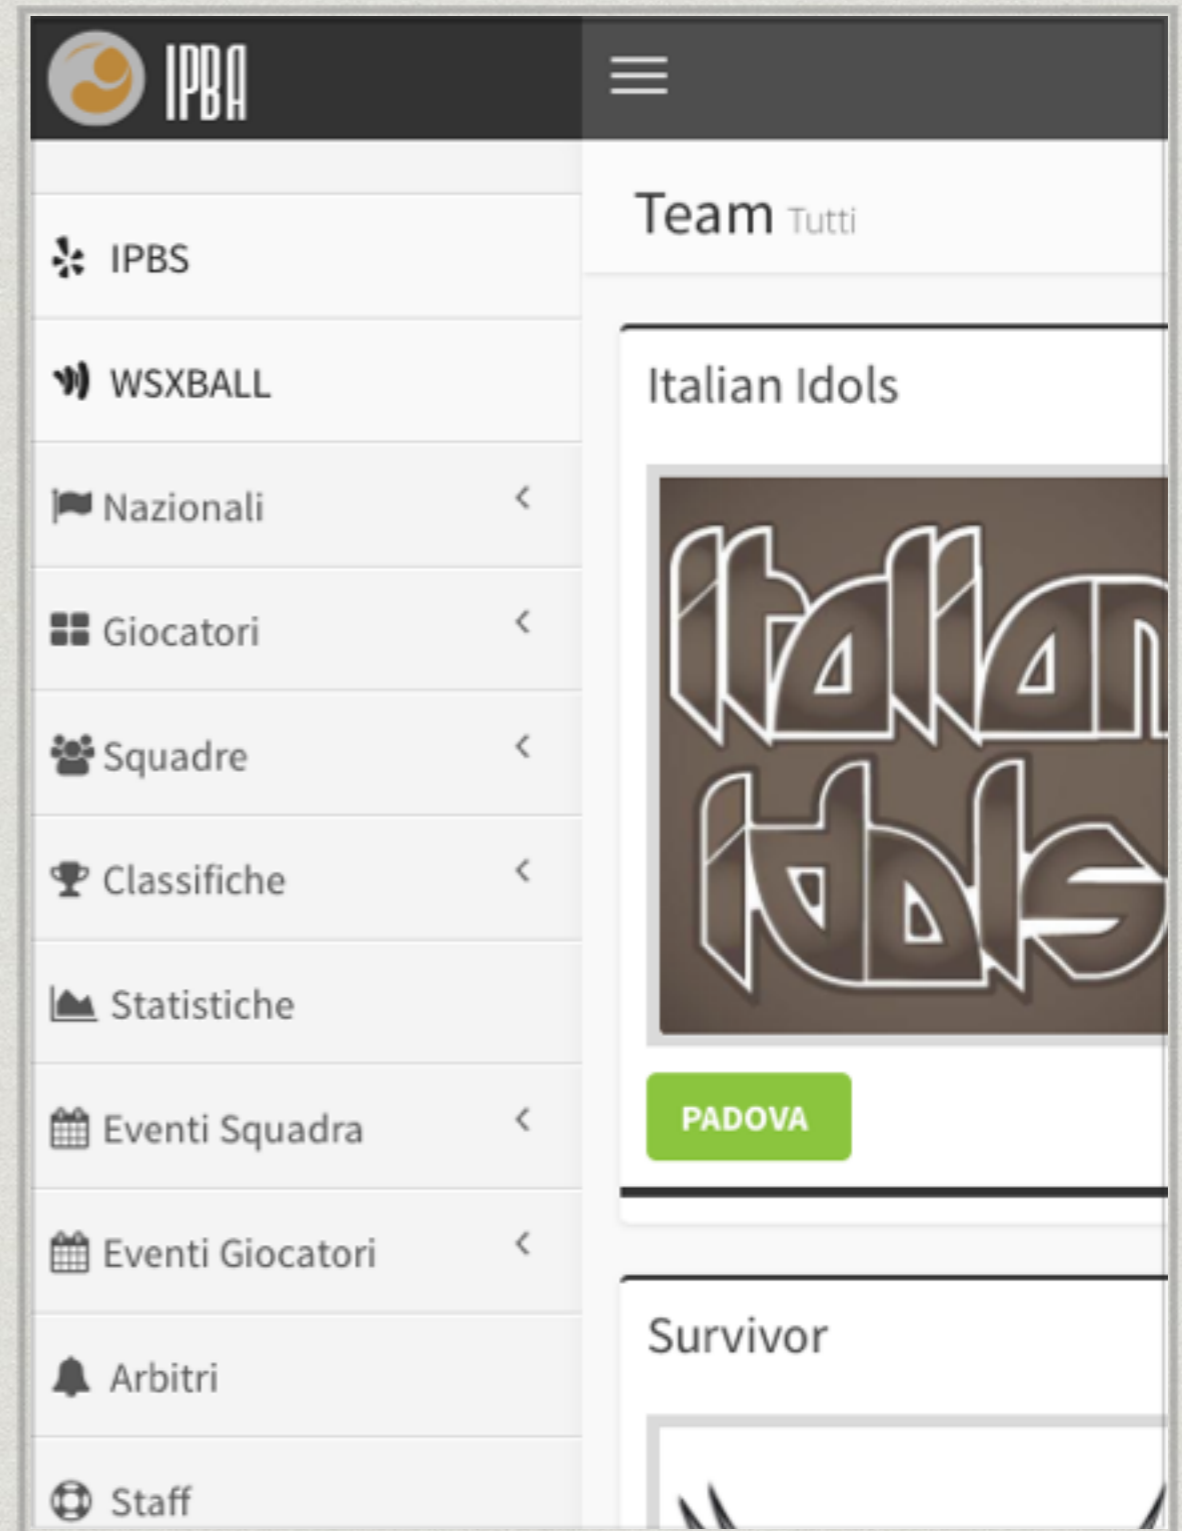 IPBA
IPBS
WSXBALL
Nazionali
Giocatori
Squadre
Classifiche
Statistiche
Eventi Squadra
Eventi Giocatori
Arbitri
Staff
Team Tutti
Italian Idols
italian
idols
PADOVA
Survivor